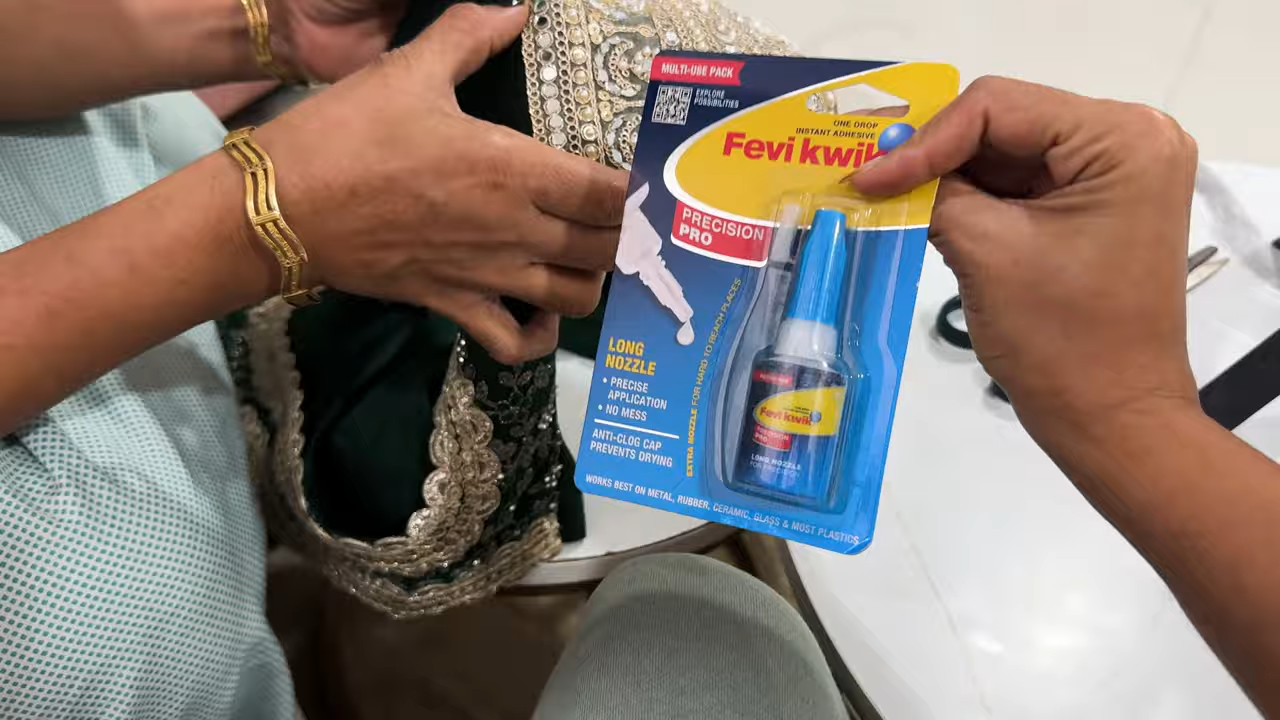 MULTI-USE PACK
EXPLORE
POSSIBILITIES
ONE DROP
INSTANT ADHESIVE
Fevi kwik
PRECISION
PRO
EXTRA NOZZLE FOR HARD TO REACH PLACES
LONG
NOZZLE
• PRECISE
APPLICATION
• NO MESS
ANTI-CLOG CAP
PREVENTS DRYING
Fevi kwik
PRECISION
PRO
LONG NOZZLE
FOR PRECISION
WORKS BEST ON METAL, RUBBER, CERAMIC, GLASS & MOST PLASTICS